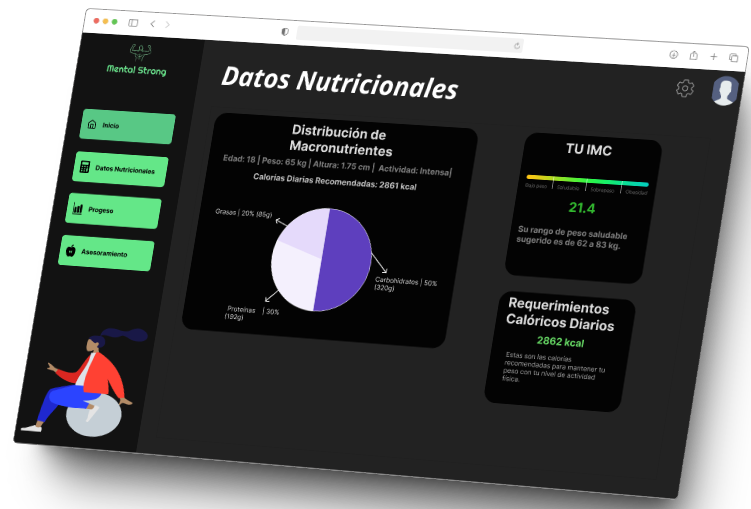 Mental Strong
Datos Nutricionales
Inicio
Datos Nutricionales
Progeso
Asesoramiento
Distribución de
Macronutrientes
Edad: 18 | Peso: 65 kg | Altura: 1.75 cm | Actividad: Intensa|
Calorías Diarias Recomendadas: 2861 kcal
Grasas | 20% (85g)
Carbohidratos | 50%
(320g)
Proteínas | 30%
(192g)
TU IMC
Bajo peso Saludable Sobrepeso Obesidad
21.4
Su rango de peso saludable
sugerido es de 62 a 83 kg.
Requerimientos
Calóricos Diarios
2862 kcal
Estas son las calorías
recomendadas para mantener tu
peso con tu nivel de actividad
física.